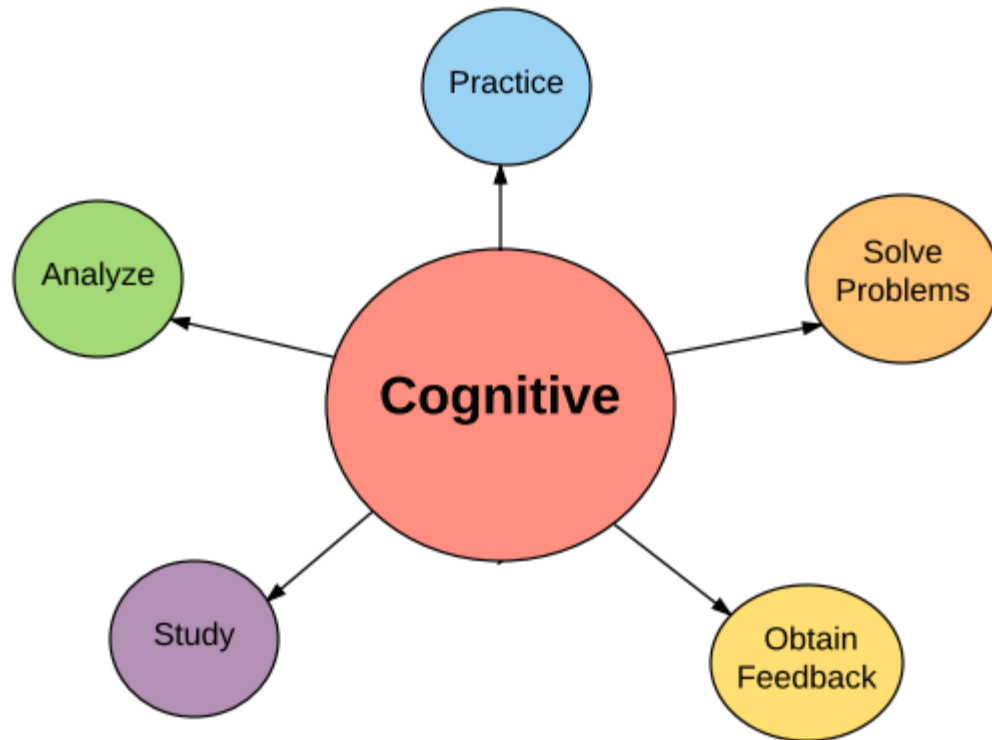 Practice
Solve
Problems
Analyze
Cognitive
Study
Obtain
Feedback